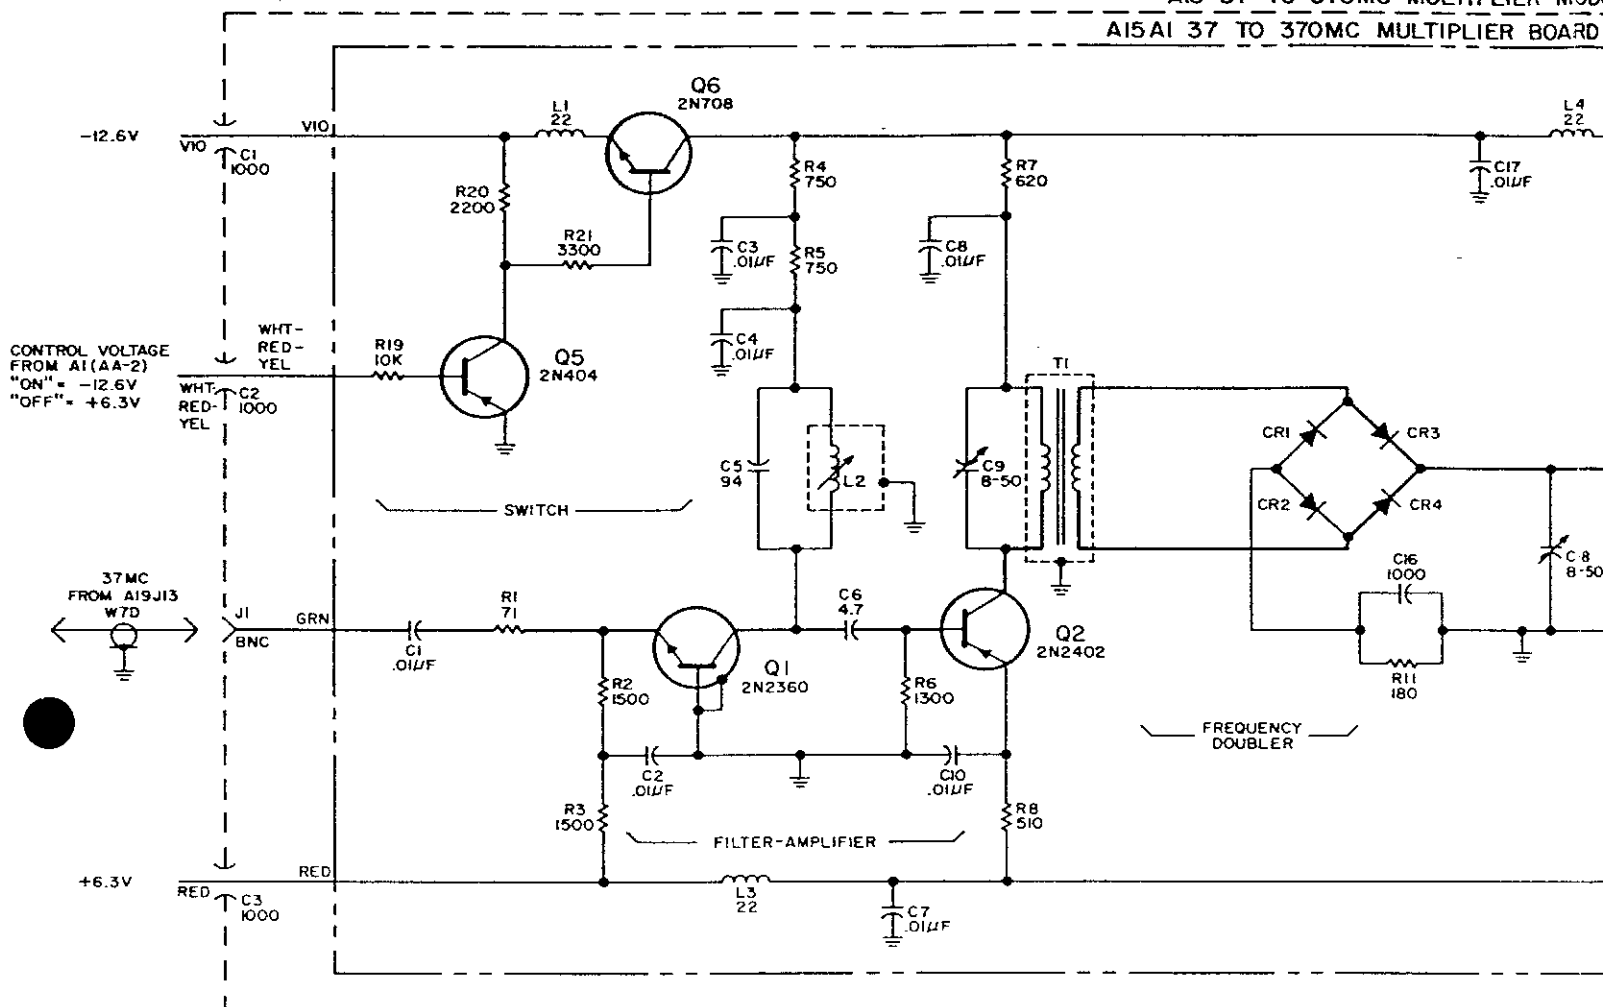 A15A1 37 TO 370MC MULTIPLIER BOARD
Q6
2N708
L1
22
L4
22
-12.6V
VIO
VIO
C1
1000
R20
2200
R21
3300
R4
750
R7
620
C17
.01µF
C3
.01µF
R5
750
C8
.01µF
C4
.01µF
CONTROL VOLTAGE
FROM A1(AA-2)
"ON"= -12.6V
"OFF"= +6.3V
WHT-
RED-
YEL
WHT-
RED-
YEL
C2
1000
R19
10K
Q5
2N404
T1
CR1
CR3
CR2
CR4
C5
94
L2
C9
8-50
SWITCH
C16
1000
8-50
R11
180
37MC
FROM A19J13
W7D
J1
BNC
GRN
C1
.01µF
R1
71
R2
1500
Q1
2N2360
C6
4.7
R6
1300
Q2
2N2402
FREQUENCY
DOUBLER
C2
.01µF
C10
.01µF
R3
1500
R8
510
FILTER-AMPLIFIER
+6.3V
RED
RED
C3
1000
L3
22
C7
.01µF